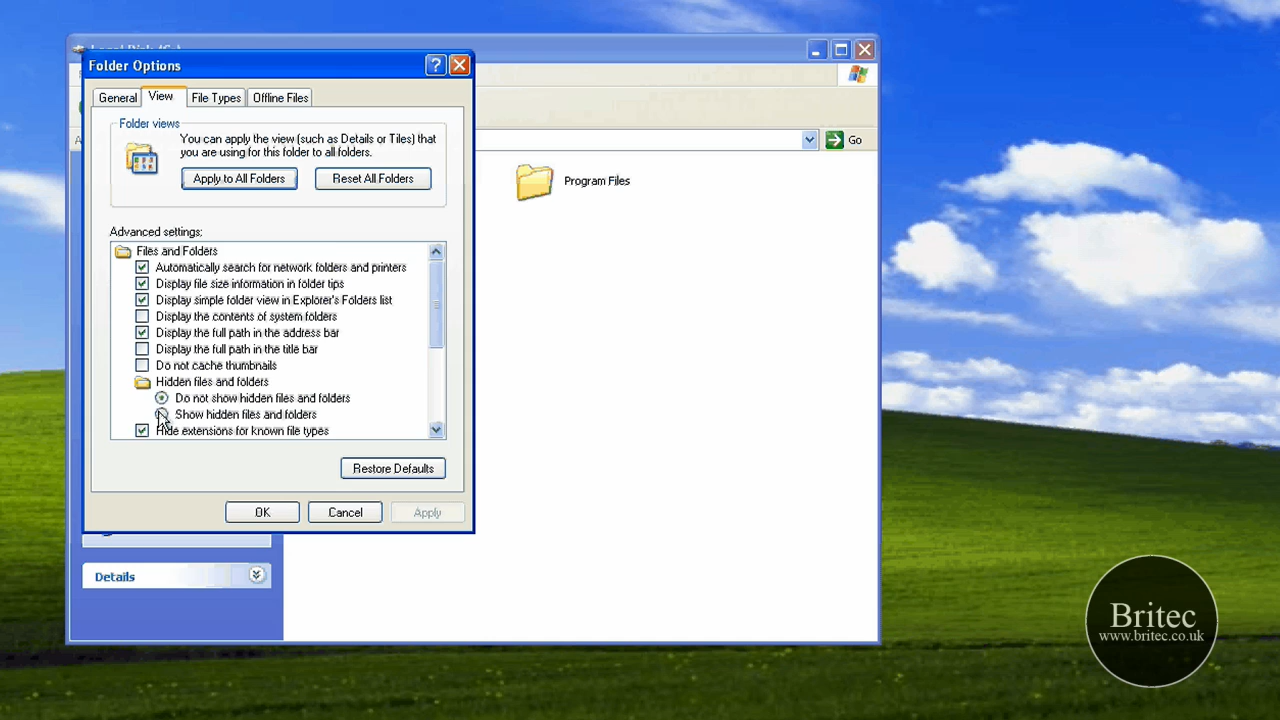 Local Disk (C:)
Folder Options
General View File Types Offline Files
Folder views
You can apply the view (such as Details or Tiles) that
you are using for this folder to all folders.
Apply to All Folders Reset All Folders
Advanced settings:
Files and Folders
Automatically search for network folders and printers
Display file size information in folder tips
Display simple folder view in Explorer's Folders list
Display the contents of system folders
Display the full path in the address bar
Display the full path in the title bar
Do not cache thumbnails
Hidden files and folders
Do not show hidden files and folders
Show hidden files and folders
Hide extensions for known file types
Restore Defaults
OK Cancel Apply
Go
Program Files
Details
Britec
www.britec.co.uk